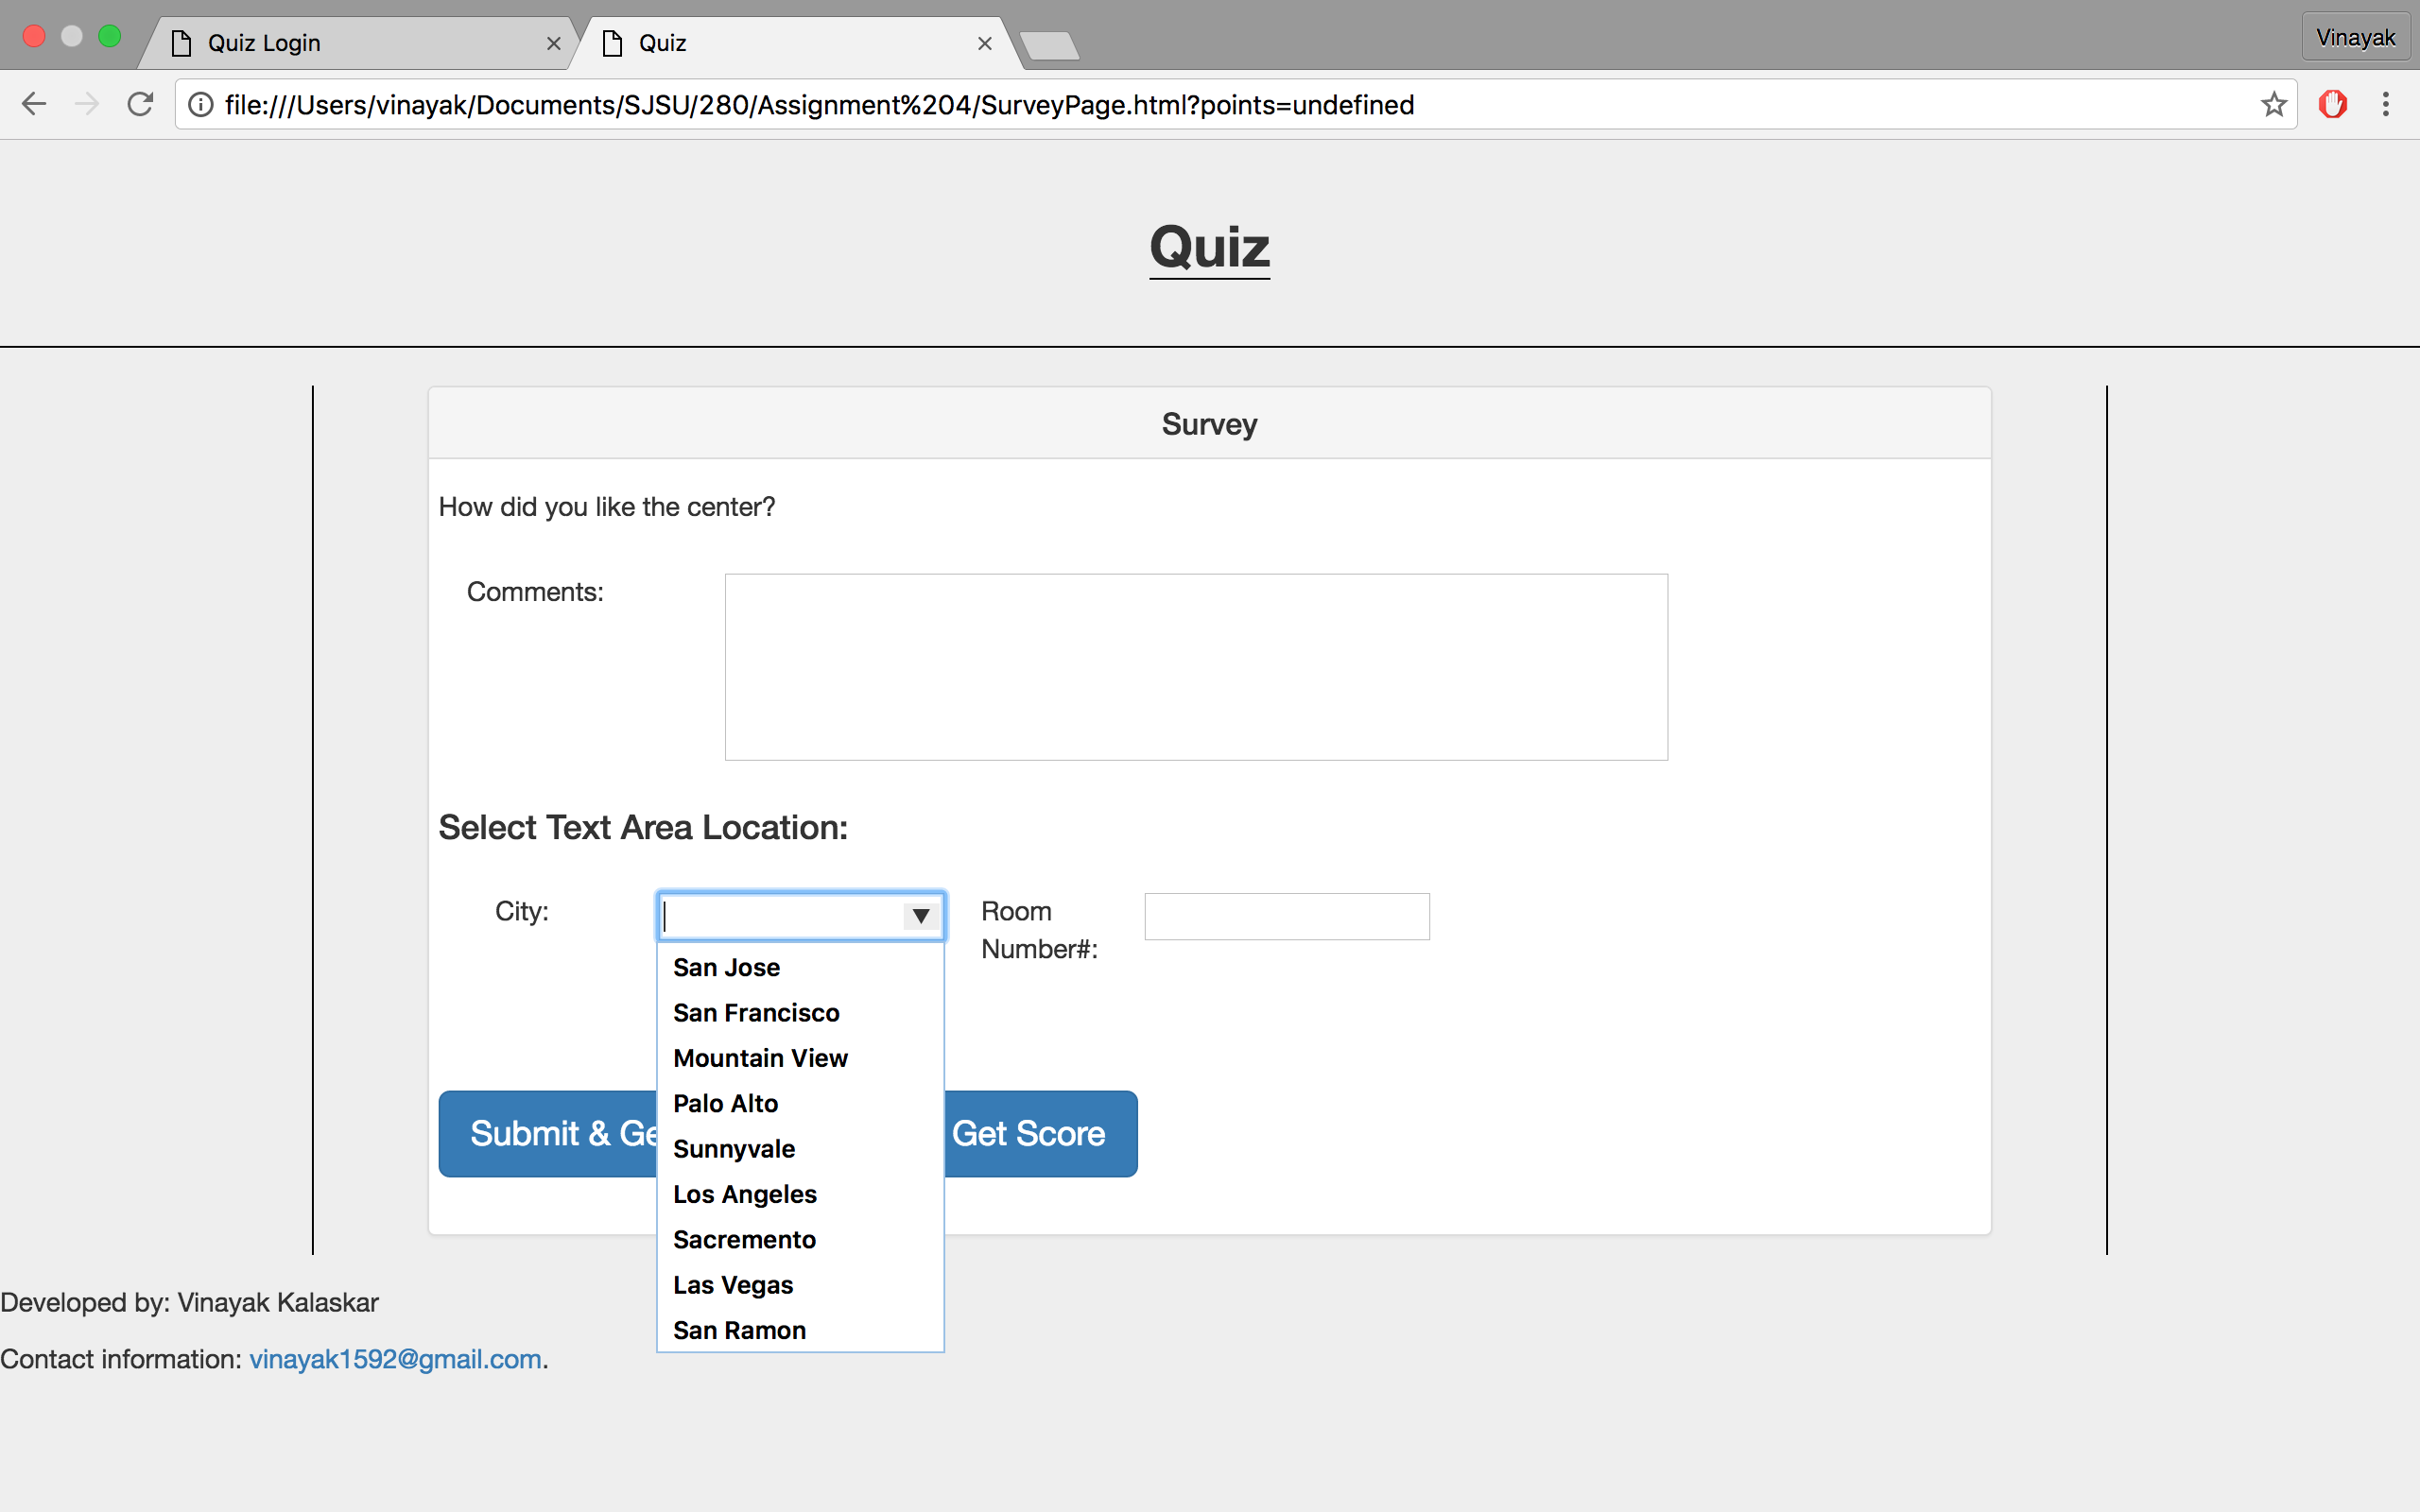 Quiz Login
Quiz
Vinayak
file:///Users/vinayak/Documents/SJSU/280/Assignment%204/SurveyPage.html?points=undefined
Quiz
Survey
How did you like the center?
Comments:
Select Text Area Location:
City:
Room
Number#:
San Jose
San Francisco
Mountain View
Palo Alto
Sunnyvale
Los Angeles
Sacremento
Las Vegas
San Ramon
Submit & Ge
Get Score
Developed by: Vinayak Kalaskar
Contact information: vinayak1592@gmail.com.